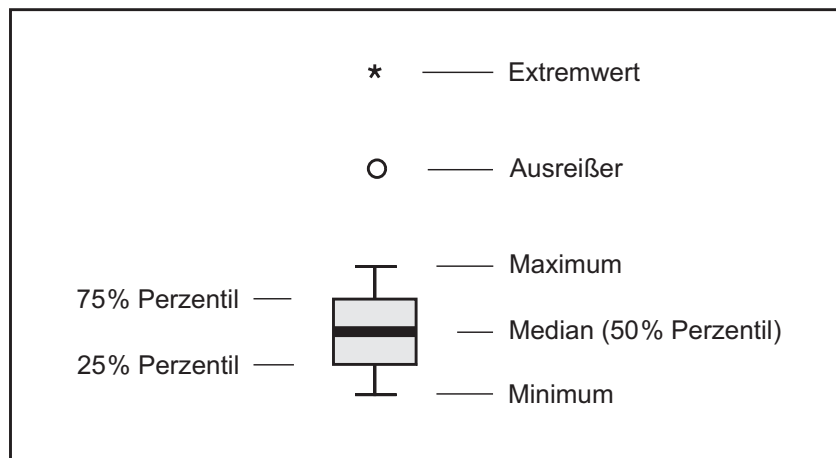 * Extremwert
Ausreißer
Maximum
75% Perzentil
Median (50% Perzentil)
25% Perzentil
Minimum